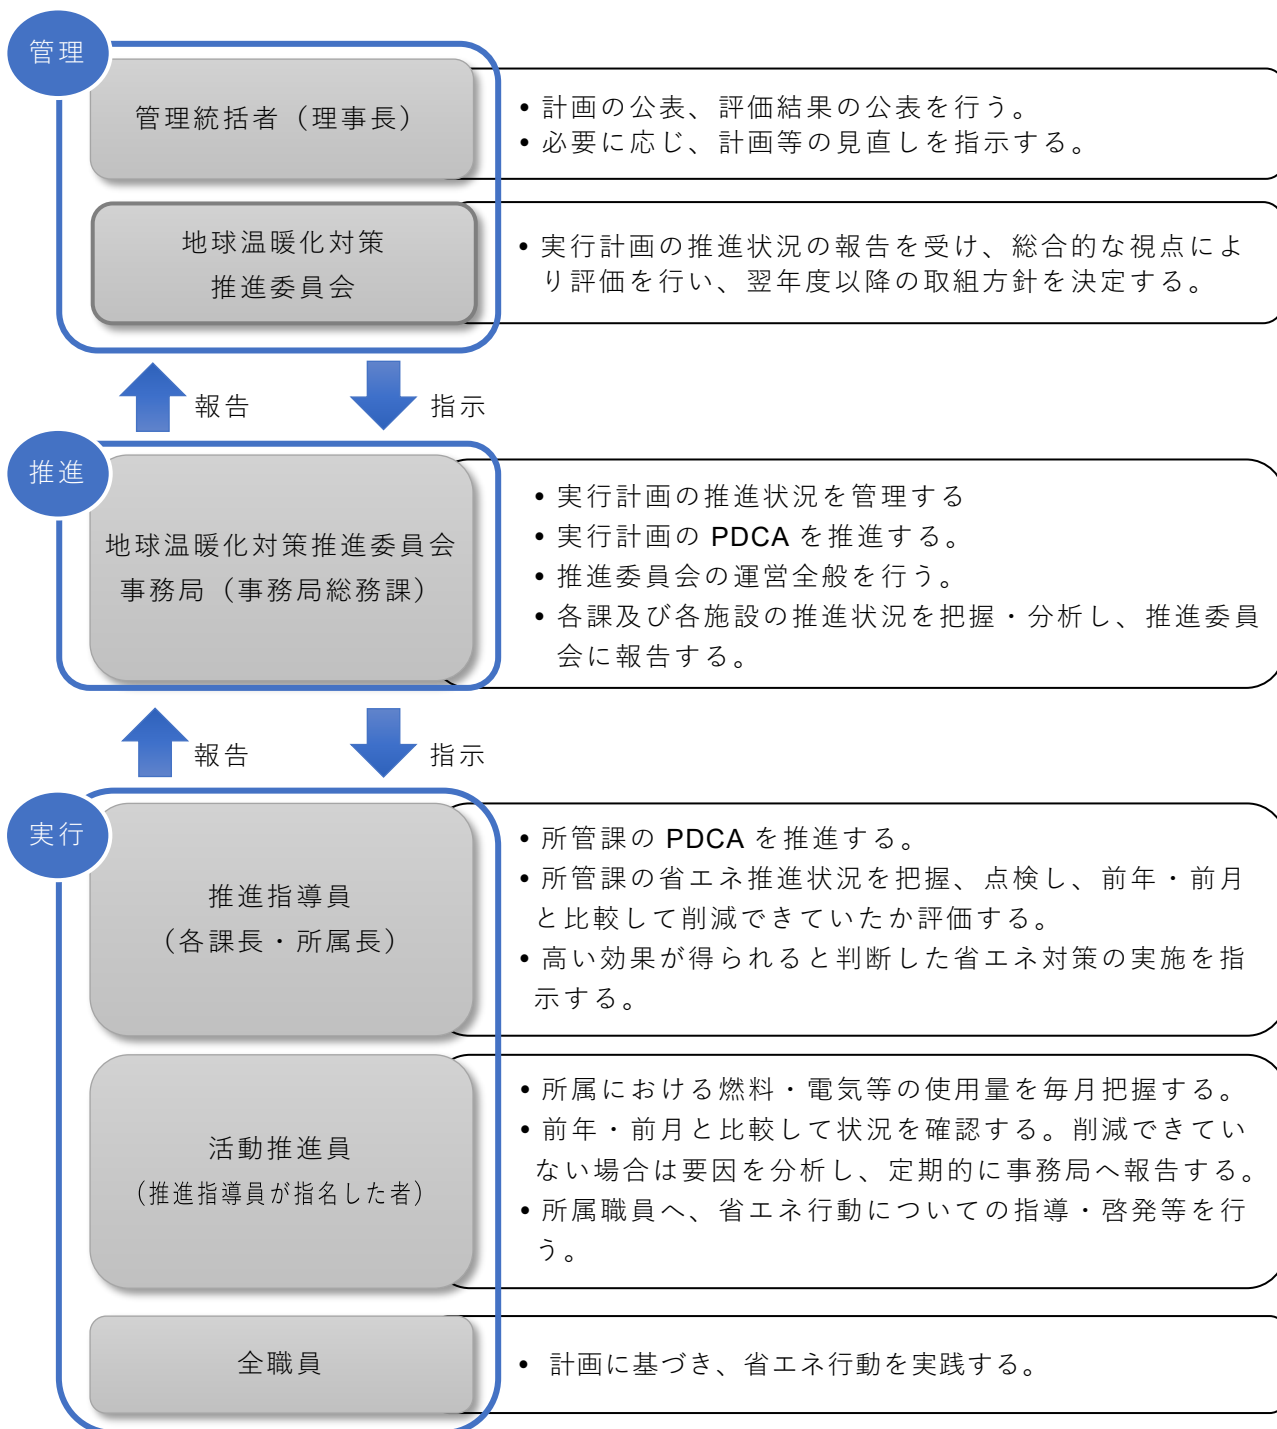 管理
管理統括者（理事長）
• 計画の公表、評価結果の公表を行う。
• 必要に応じ、計画等の見直しを指示する。
地球温暖化対策
推進委員会
• 実行計画の推進状況の報告を受け、総合的な視点によ
り評価を行い、翌年度以降の取組方針を決定する。
報告
指示
推進
地球温暖化対策推進委員会
事務局（事務局総務課）
• 実行計画の推進状況を管理する
• 実行計画の PDCA を推進する。
• 推進委員会の運営全般を行う。
• 各課及び各施設の推進状況を把握・分析し、推進委員
会に報告する。
報告
指示
実行
推進指導員
（各課長・所属長）
• 所管課の PDCA を推進する。
• 所管課の省エネ推進状況を把握、点検し、前年・前月
と比較して削減できていたか評価する。
• 高い効果が得られると判断した省エネ対策の実施を指
示する。
活動推進員
（推進指導員が指名した者）
• 所属における燃料・電気等の使用量を毎月把握する。
• 前年・前月と比較して状況を確認する。削減できてい
ない場合は要因を分析し、定期的に事務局へ報告する。
• 所属職員へ、省エネ行動についての指導・啓発等を行
う。
全職員
• 計画に基づき、省エネ行動を実践する。